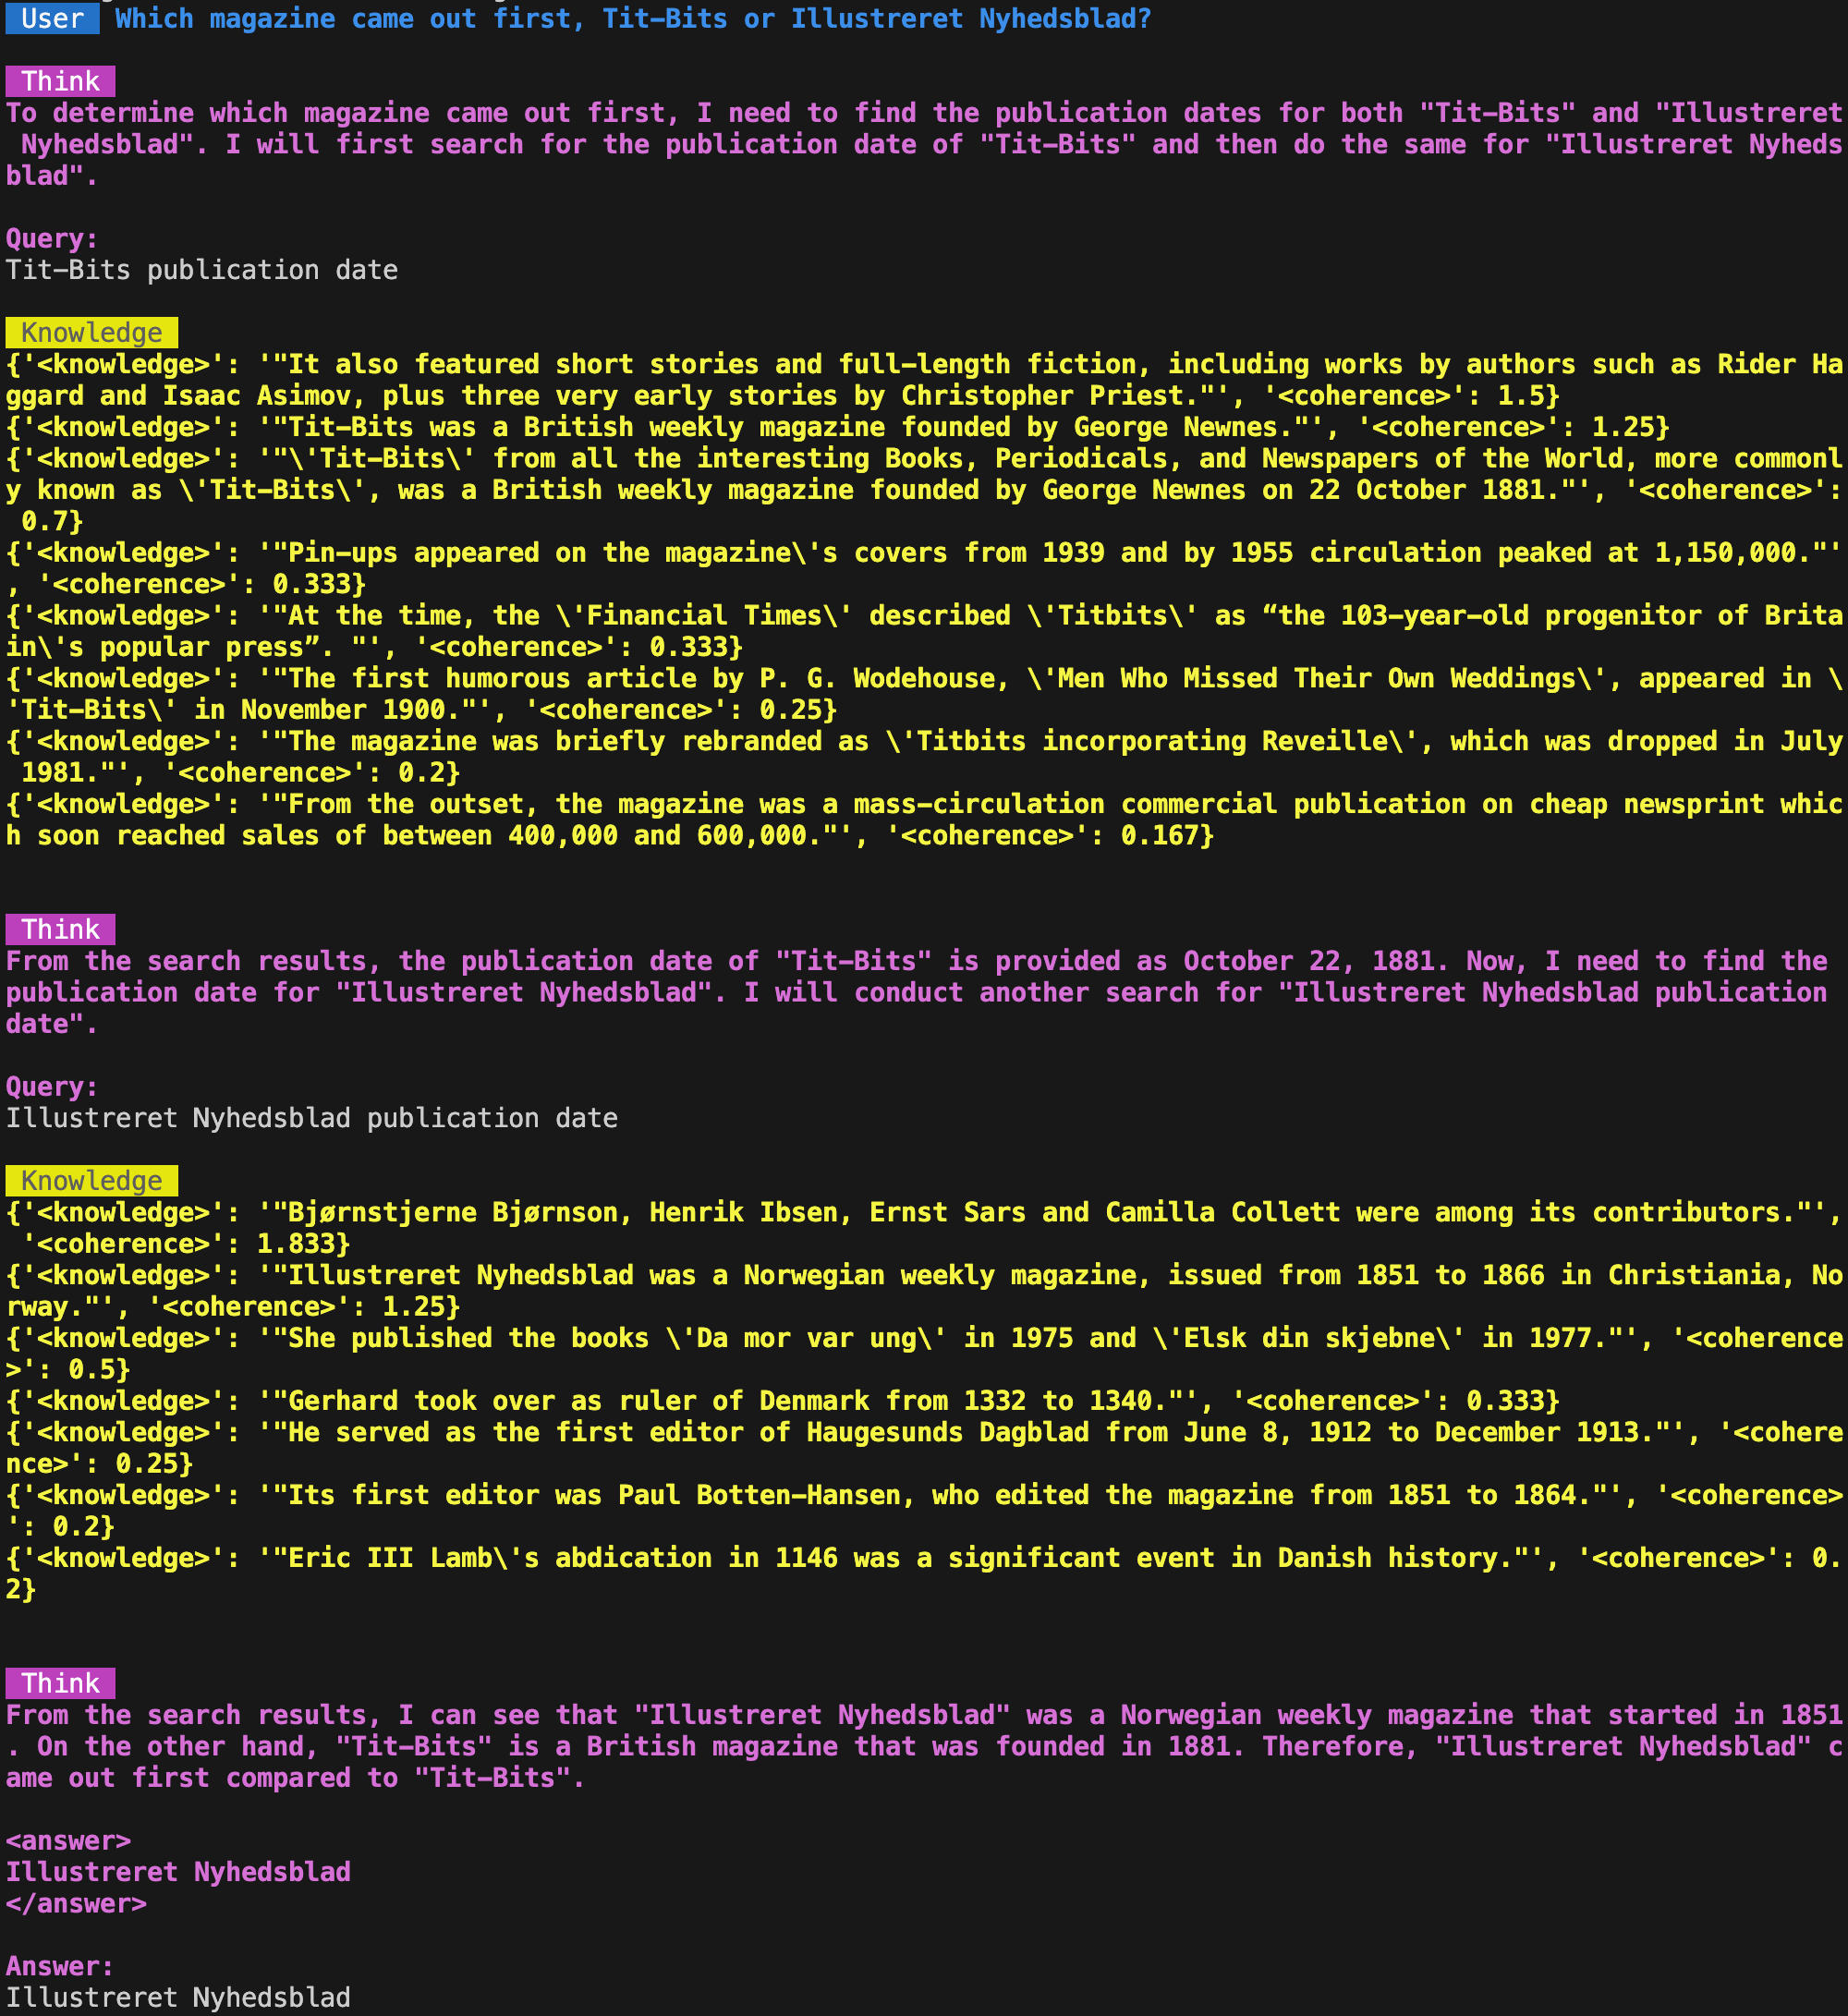 User Which magazine came out first, Tit-Bits or Illustreret Nyhedsblad?
Think
To determine which magazine came out first, I need to find the publication dates for both "Tit-Bits" and "Illustreret
Nyhedsblad". I will first search for the publication date of "Tit-Bits" and then do the same for "Illustreret Nyheds
blad".
Query:
Tit-Bits publication date
Knowledge
{'<knowledge>': '"It also featured short stories and full-length fiction, including works by authors such as Rider Ha
ggard and Isaac Asimov, plus three very early stories by Christopher Priest."', '<coherence>': 1.5}
{'<knowledge>': '"Tit-Bits was a British weekly magazine founded by George Newnes."', '<coherence>': 1.25}
{'<knowledge>': '"\'Tit-Bits\' from all the interesting Books, Periodicals, and Newspapers of the World, more commonl
y known as \'Tit-Bits\', was a British weekly magazine founded by George Newnes on 22 October 1881."', '<coherence>':
0.7}
{'<knowledge>': '"Pin-ups appeared on the magazine\'s covers from 1939 and by 1955 circulation peaked at 1,150,000."'
, '<coherence>': 0.333}
{'<knowledge>': '"At the time, the \'Financial Times\' described \'Titbits\' as “the 103-year-old progenitor of Brita
in\'s popular press”. "', '<coherence>': 0.333}
{'<knowledge>': '"The first humorous article by P. G. Wodehouse, \'Men Who Missed Their Own Weddings\', appeared in \
'Tit-Bits\' in November 1900."', '<coherence>': 0.25}
{'<knowledge>': '"The magazine was briefly rebranded as \'Titbits incorporating Reveille\', which was dropped in July
1981."', '<coherence>': 0.2}
{'<knowledge>': '"From the outset, the magazine was a mass-circulation commercial publication on cheap newsprint whic
h soon reached sales of between 400,000 and 600,000."', '<coherence>': 0.167}
Think
From the search results, the publication date of "Tit-Bits" is provided as October 22, 1881. Now, I need to find the
publication date for "Illustreret Nyhedsblad". I will conduct another search for "Illustreret Nyhedsblad publication
date".
Query:
Illustreret Nyhedsblad publication date
Knowledge
{'<knowledge>': '"Bjørnstjerne Bjørnson, Henrik Ibsen, Ernst Sars and Camilla Collett were among its contributors."',
'<coherence>': 1.833}
{'<knowledge>': '"Illustreret Nyhedsblad was a Norwegian weekly magazine, issued from 1851 to 1866 in Christiania, No
rway."', '<coherence>': 1.25}
{'<knowledge>': '"She published the books \'Da mor var ung\' in 1975 and \'Elsk din skjebne\' in 1977."', '<coherence
>': 0.5}
{'<knowledge>': '"Gerhard took over as ruler of Denmark from 1332 to 1340."', '<coherence>': 0.333}
{'<knowledge>': '"He served as the first editor of Haugesunds Dagblad from June 8, 1912 to December 1913."', '<cohere
nce>': 0.25}
{'<knowledge>': '"Its first editor was Paul Botten-Hansen, who edited the magazine from 1851 to 1864."', '<coherence>
': 0.2}
{'<knowledge>': '"Eric III Lamb\'s abdication in 1146 was a significant event in Danish history."', '<coherence>': 0.
2}
Think
From the search results, I can see that "Illustreret Nyhedsblad" was a Norwegian weekly magazine that started in 1851
. On the other hand, "Tit-Bits" is a British magazine that was founded in 1881. Therefore, "Illustreret Nyhedsblad" c
ame out first compared to "Tit-Bits".
<answer>
Illustreret Nyhedsblad
</answer>
Answer:
Illustreret Nyhedsblad